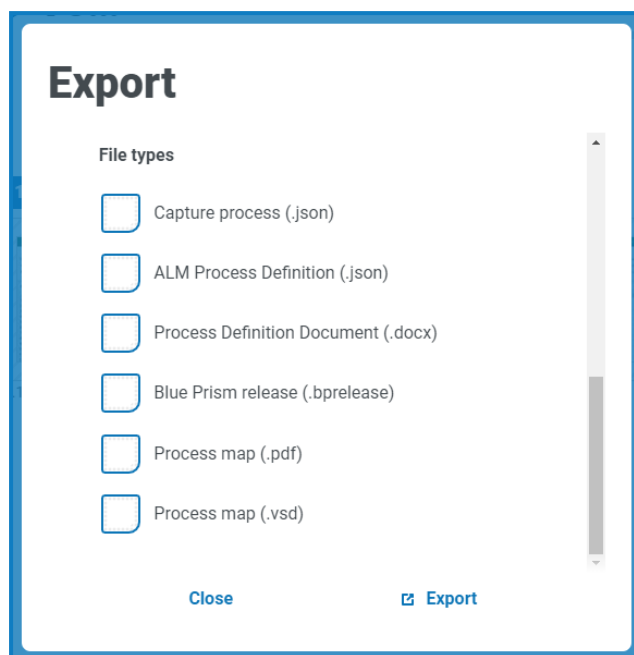 Export
File types
Capture process (.json)
ALM Process Definition (.json)
Process Definition Document (.docx)
Blue Prism release (.bprelease)
Process map (.pdf)
Process map (.vsd)
Close
Export